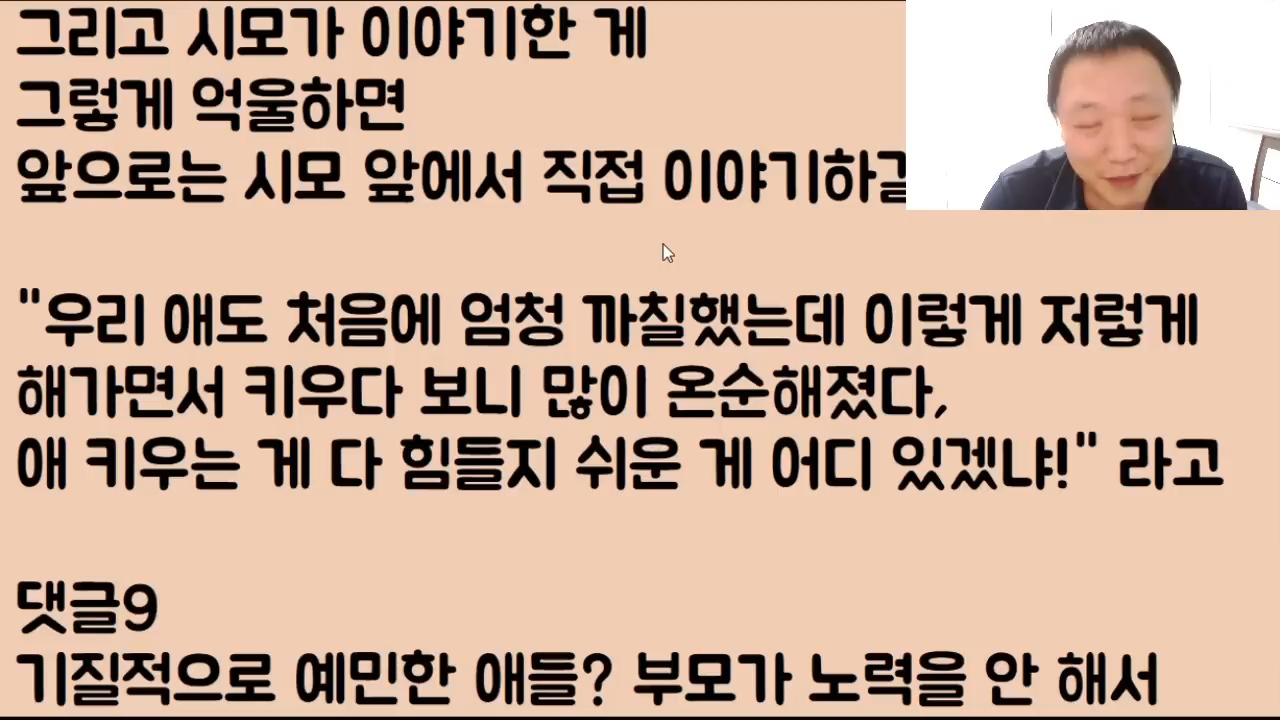 그리고 시모가 이야기한 게
그렇게 억울하면
앞으로는 시모 앞에서 직접 이야기하길
"우리 애도 처음에 엄청 까칠했는데 이렇게 저렇게
해가면서 키우다 보니 많이 온순해졌다,
애 키우는 게 다 힘들지 쉬운 게 어디 있겠냐!" 라고
댓글9
기질적으로 예민한 애들? 부모가 노력을 안 해서